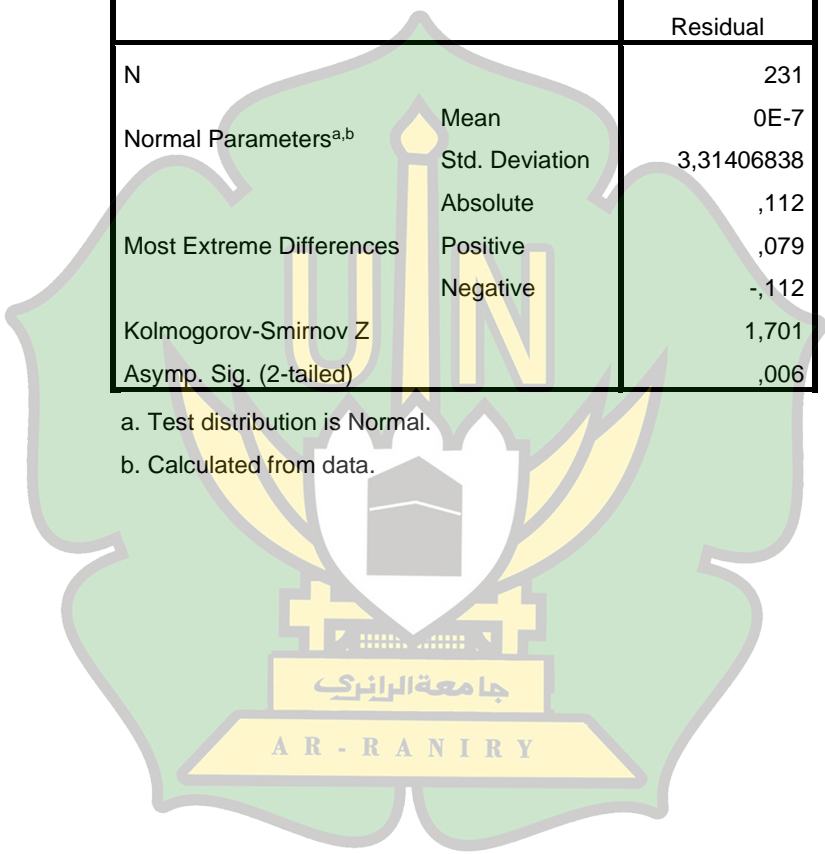 Residual
N 231
Normal Parametersa,b Mean 0E-7
Std. Deviation 3,31406838
Most Extreme Differences Absolute ,112
Positive ,079
Negative -,112
Kolmogorov-Smirnov Z 1,701
Asymp. Sig. (2-tailed) ,006
a. Test distribution is Normal.
b. Calculated from data.
UIN
جامعةالرانري
AR-RANIRY